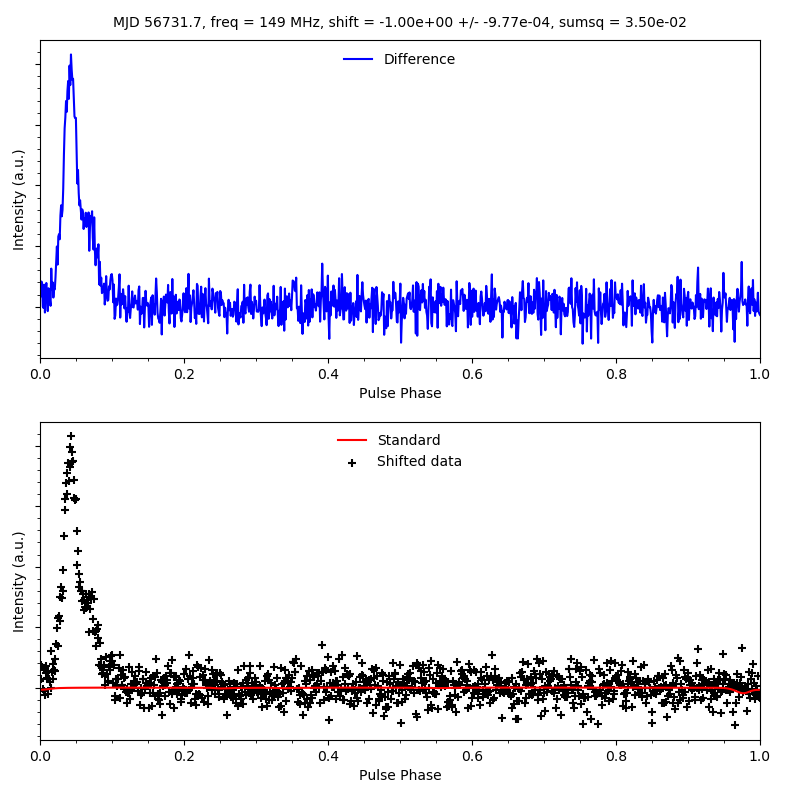 MJD 56731.7, freq = 149 MHz, shift = -1.00e+00 +/- -9.77e-04, sumsq = 3.50e-02
Difference
Intensity (a.u.)
0.0 0.2 0.4 0.6 0.8 1.0
Pulse Phase
Standard
Shifted data
Intensity (a.u.)
0.0 0.2 0.4 0.6 0.8 1.0
Pulse Phase